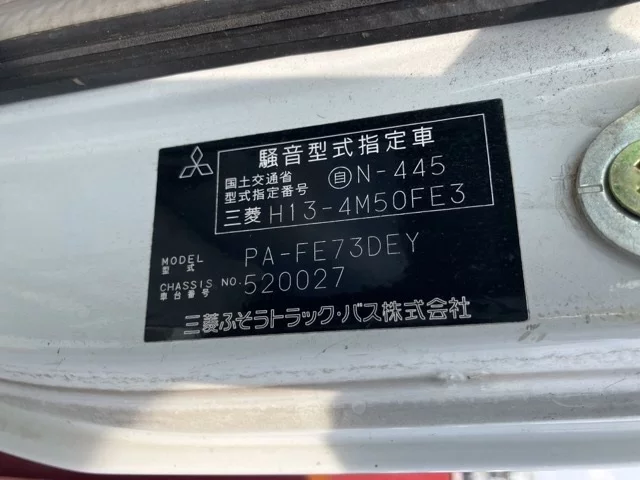 騒音型式指定車
国土交通省
型式指定番号 自N-445
三菱 H13-4M50FE3
MODEL
型式 PA-FE73DEY
CHASSIS NO.
車台番号 520027
三菱ふそうトラック・バス株式会社